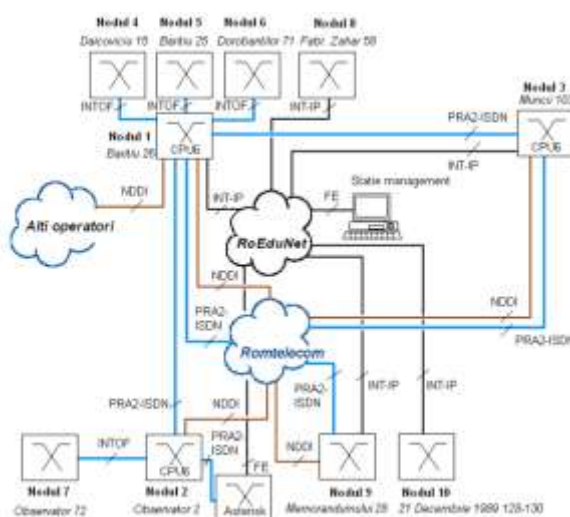 Nodul 4
Daicoviciu 15
Nodul 5
Baritiu 25
Nodul 6
Dorobantilor 71
Nodul 8
Fabr. Zahar 58
INTOF
INTOF
INTOF
INT-IP
Nodul 1
Baritiu 26
CPU6
Nodul 3
Muncii 103
CPU6
PRA2-ISDN
INT-IP
NDDI
INT-IP
FE
Statie management
Alti operatori
RoEduNet
NDDI
NDDI
PRA2-ISDN
PRA2-
ISDN
Romtelecom
INT-IP
INT-IP
PRA2-ISDN
NDDI
PRA2-
ISDN
PRA2-
ISDN
INTOF
CPU6
NDDI
FE
Asterisk
Nodul 7
Observator 72
Nodul 2
Observator 2
Nodul 9
Memorandumului 28
Nodul 10
21 Decembrie 1989 128-130